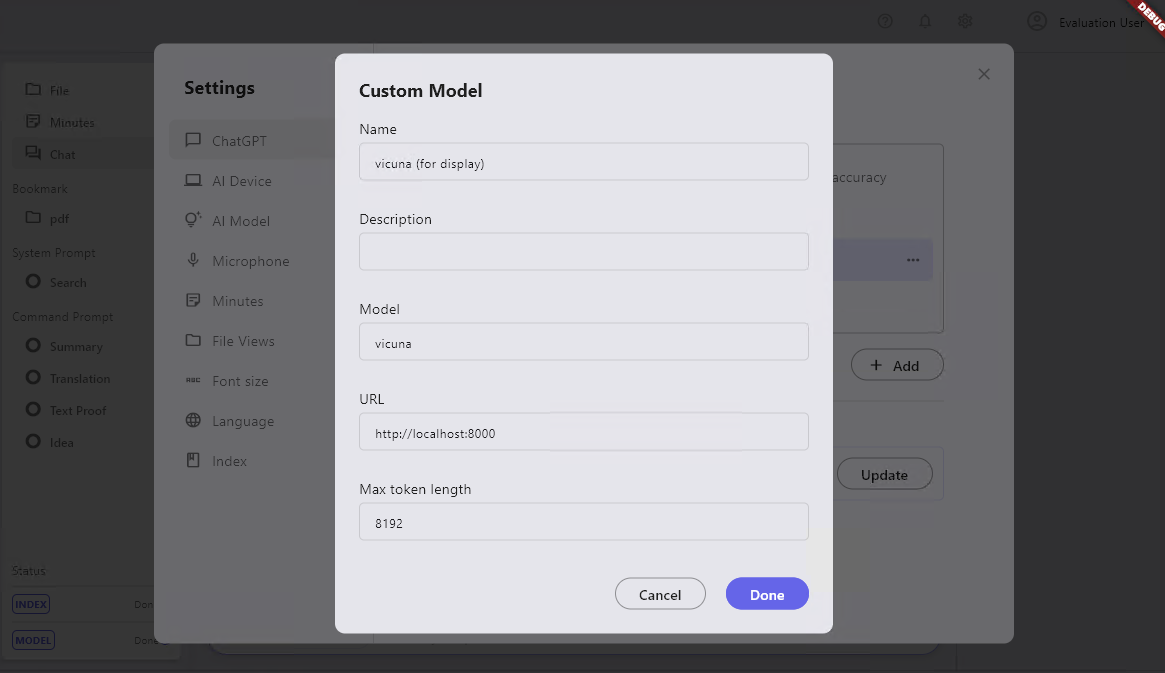 DEBUG
Evaluation User
File
Minutes
Chat
Bookmark
pdf
System Prompt
Search
Command Prompt
Summary
Translation
Text Proof
Idea
Status
INDEX
Done
MODEL
Done
Settings
ChatGPT
AI Device
AI Model
Microphone
Minutes
File Views
ABC Font size
Language
Index
Custom Model
Name
vicuna (for display)
Description
Model
vicuna
URL
http://localhost:8000
Max token length
8192
Cancel
Done
accuracy
...
+ Add
Update